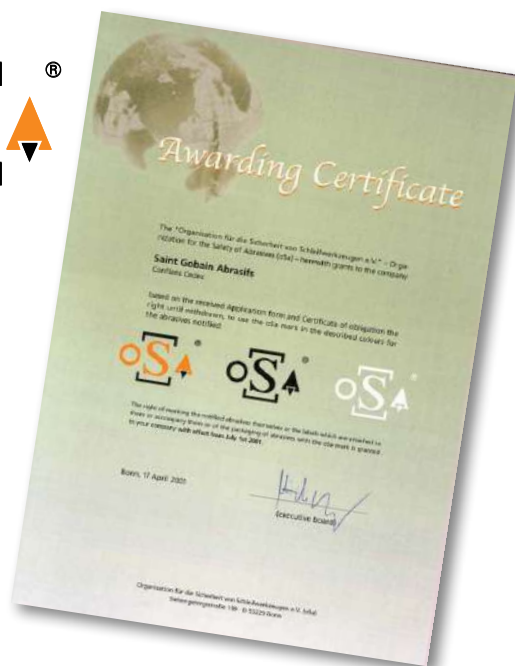 ®
Awarding Certificate
The "Organisation für die Sicherheit von Schleifwerkzeugen e.V." – Orga-
nization for the Safety of Abrasives (oSa) – herewith grants to the company
Saint Gobain Abrasifs
Conflans Cedex
based on the received Application form and Certificate of obligation the
right until withdrawn, to use the oSa mark in the described colours for
the abrasives notified.
oSa ® oSa ® oSa ®
The right of marking the notified abrasives themselves or the labels which are attached to
them or accompany them or of the packaging of abrasives with the oSa mark is granted
to your company with effect from July 1st 2001.
Bonn, 17 April 2001
(executive board)
Organisation für die Sicherheit von Schleifwerkzeugen e.V. (oSa)
53229 Bonn